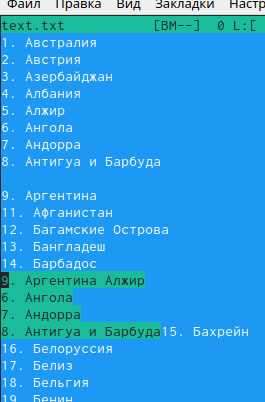 Файл Правка Вид Закладки Настр
text.txt [BM--] 0 L:[
1. Австралия
2. Австрия
3. Азербайджан
4. Албания
5. Алжир
6. Ангола
7. Андорра
8. Антигуа и Барбуда
9. Аргентина
11. Афганистан
12. Багамские Острова
13. Бангладеш
14. Барбадос
9. Аргентина Алжир
6. Ангола
7. Андорра
8. Антигуа и Барбуда15. Бахрейн
16. Белоруссия
17. Белиз
18. Бельгия
19. Бенин